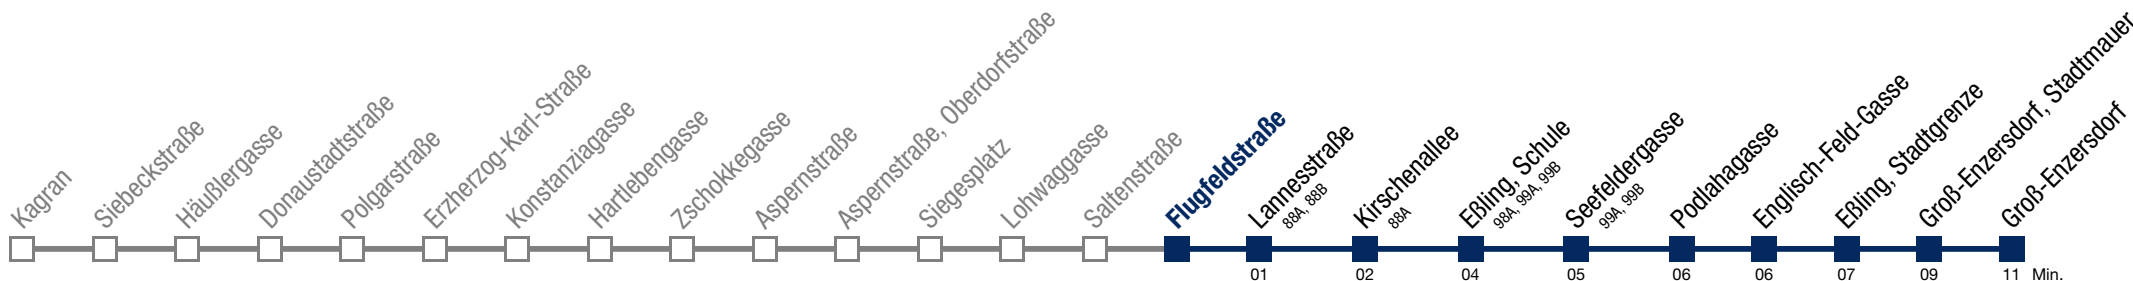 Kagran
Siebeckstraße
Häußlergasse
Donaustadtstraße
Polgarstraße
Erzherzog-Karl-Straße
Konstanziagasse
Hartlebengasse
Zschokkegasse
Aspernstraße
Aspernstraße, Oberdorfstraße
Siegesplatz
Lohwaggasse
Saltenstraße
Flugfeldstraße
Lannesstraße
88A, 88B
Kirschenallee
88A
Eßling, Schule
98A, 99A, 99B
Seefeldergasse
99A, 99B
Podlahagasse
Englisch-Feld-Gasse
Eßling, Stadtgrenze
Groß-Enzersdorf, Stadtmauer
Groß-Enzersdorf
01 02 04 05 06 06 07 09 11 Min.